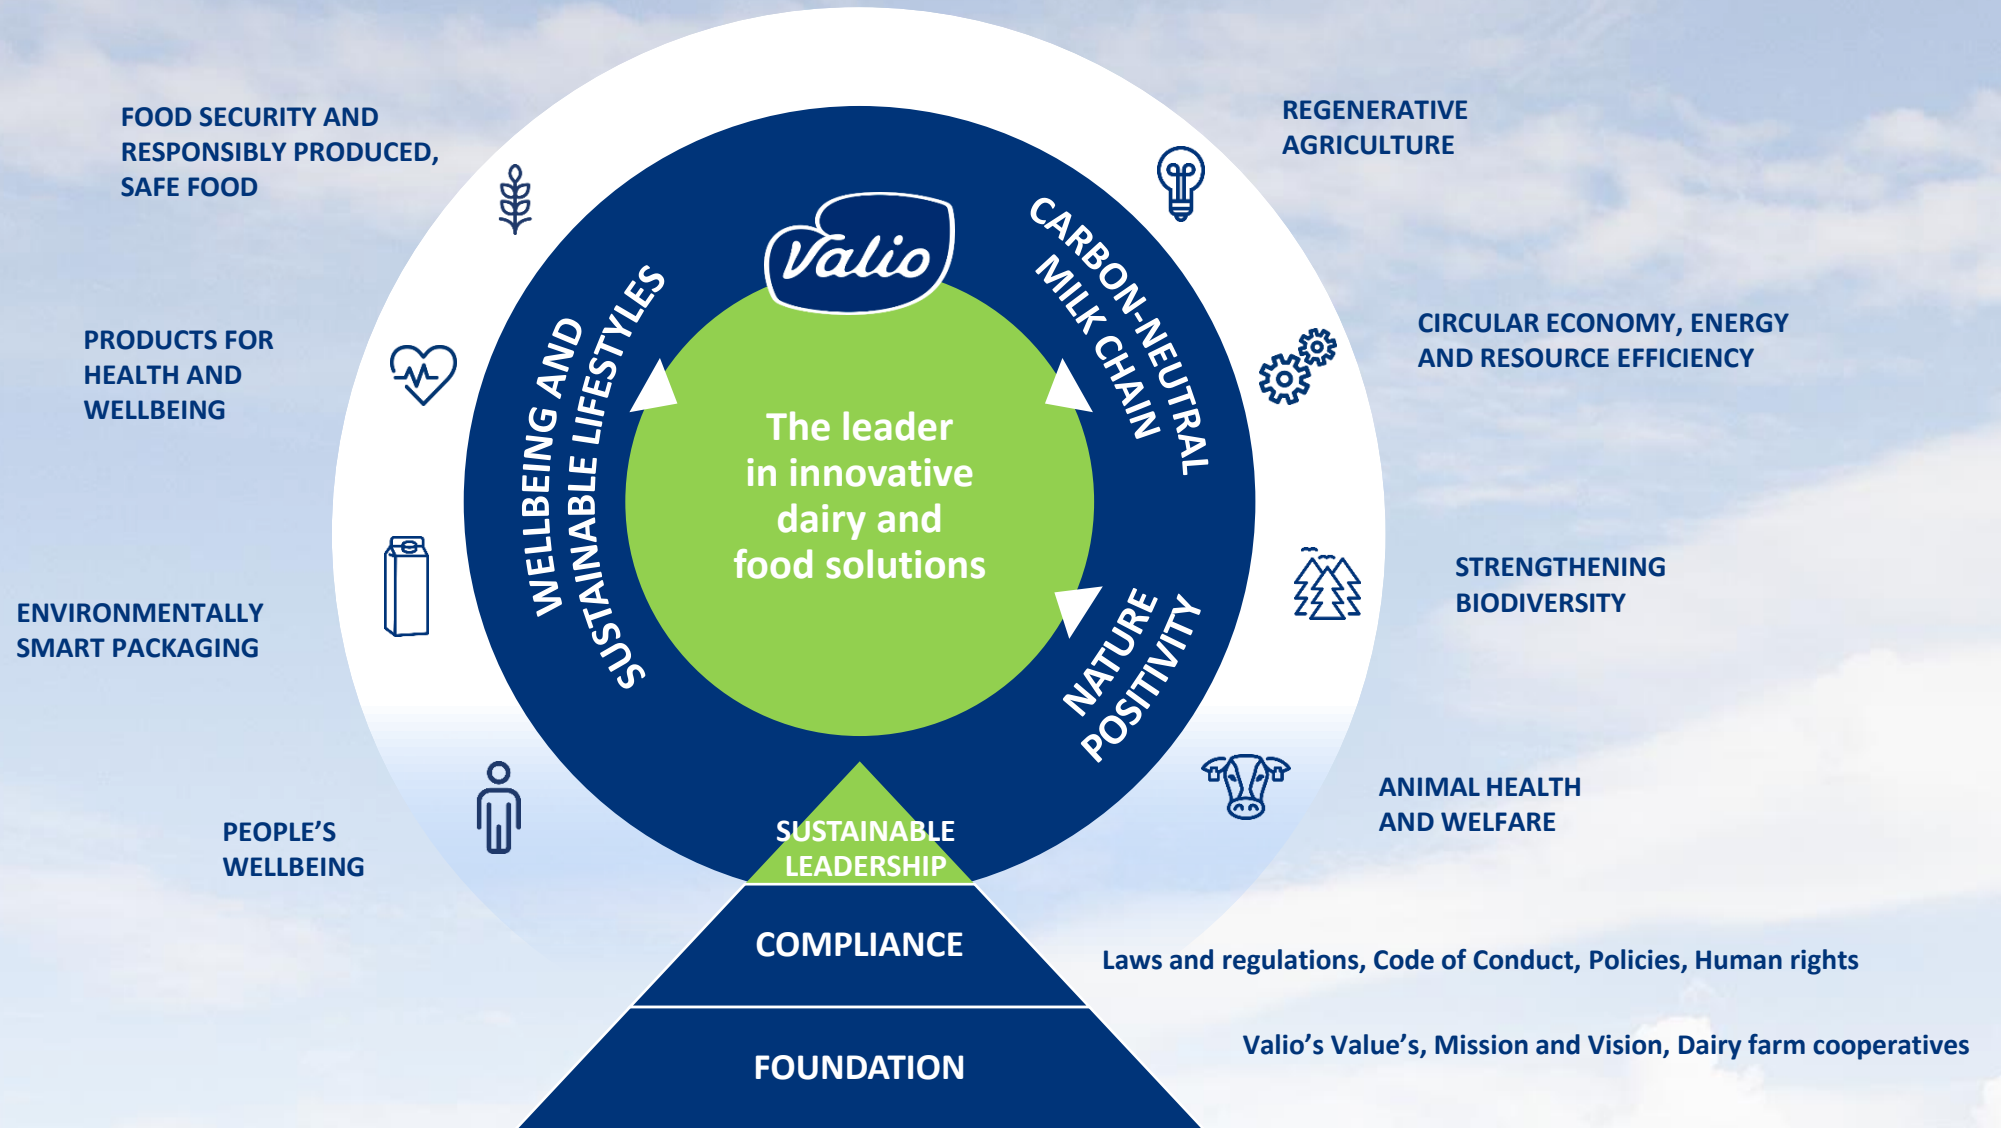 FOOD SECURITY AND
RESPONSIBLY PRODUCED,
SAFE FOOD
PRODUCTS FOR
HEALTH AND
WELLBEING
ENVIRONMENTALLY
SMART PACKAGING
PEOPLE'S
WELLBEING
WELLBEING AND
SUSTAINABLE LIFESTYLES
Valio
The leader
in innovative
dairy and
food solutions
CARBON-NEUTRAL
MILK CHAIN
NATURE
POSITIVITY
REGENERATIVE
AGRICULTURE
CIRCULAR ECONOMY, ENERGY
AND RESOURCE EFFICIENCY
STRENGTHENING
BIODIVERSITY
ANIMAL HEALTH
AND WELFARE
SUSTAINABLE
LEADERSHIP
COMPLIANCE
Laws and regulations, Code of Conduct, Policies, Human rights
FOUNDATION
Valio's Value's, Mission and Vision, Dairy farm cooperatives